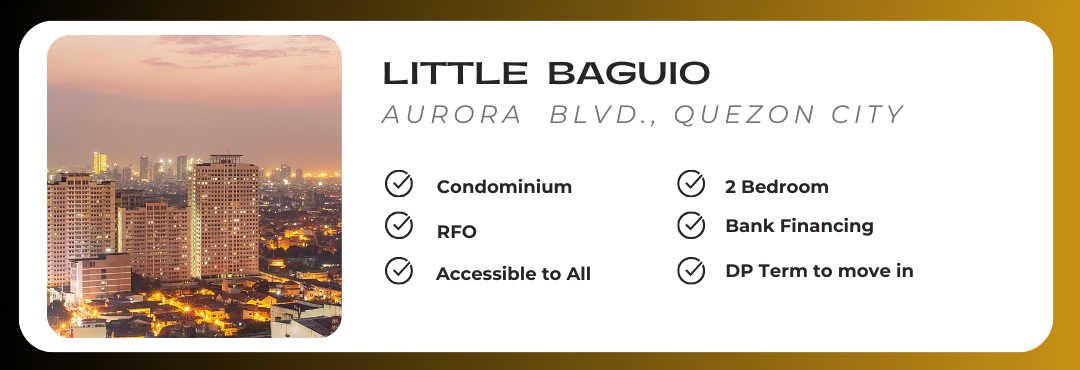 LITTLE BAGUIO
AURORA BLVD., QUEZON CITY
Condominium
RFO
Accessible to All
2 Bedroom
Bank Financing
DP Term to move in